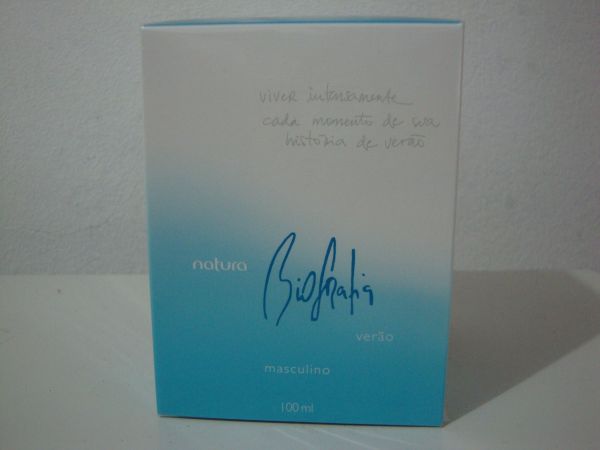 viver intensamente
cada momento de sua
história de verão
natura Biografia
verão
masculino
100 ml